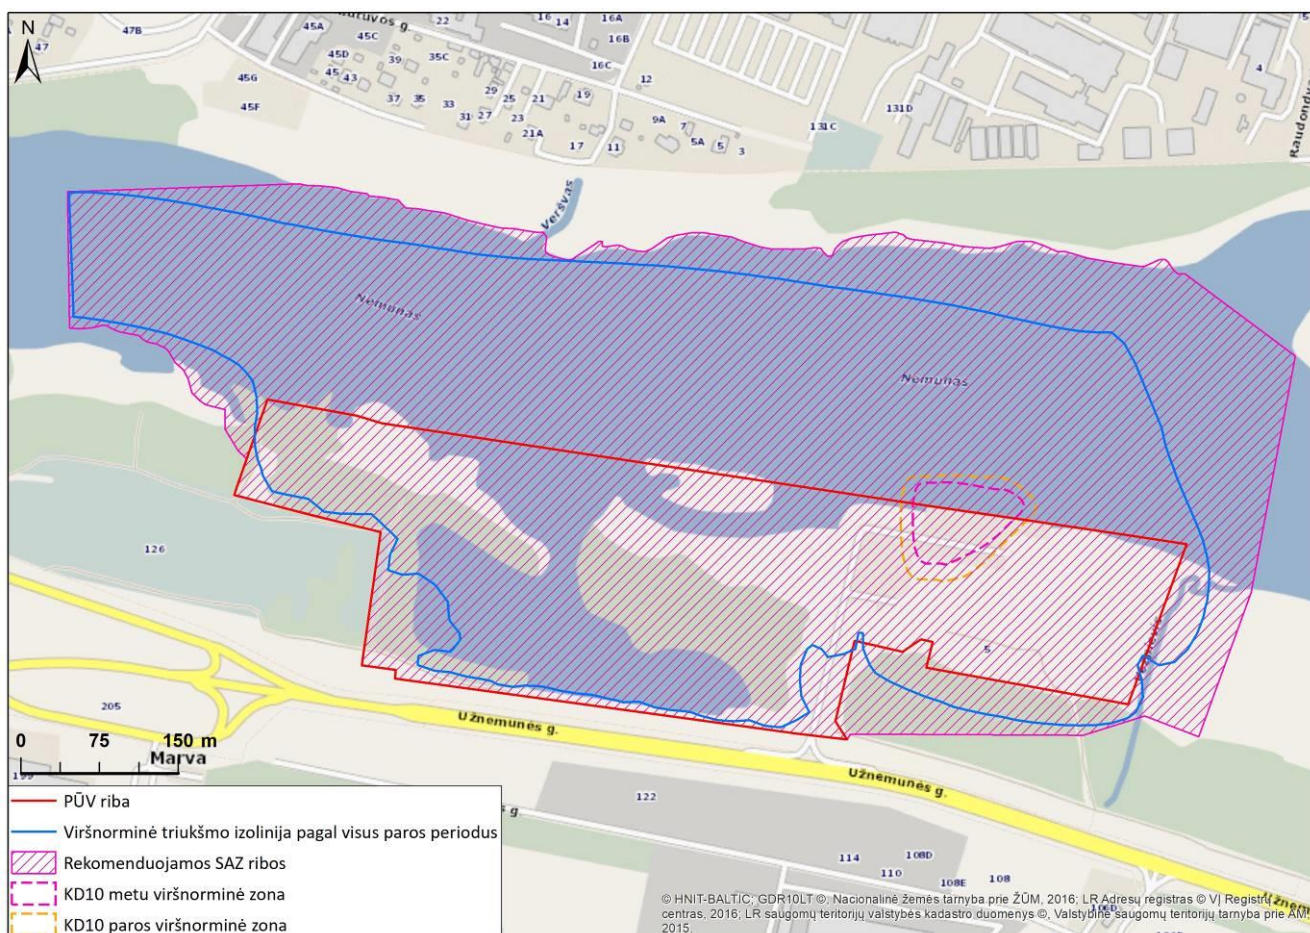 N
47
47B
45A
45C
22
16
14
16A
16B
16C
12
45D
45
43
39
35C
45G
45F
37
35
33
31
29
27
25
23
21
21A
19
17
11
9A
7
5A
5
3
131C
131D
4
Veršvas
Nemunas
Nemunas
126
5
205
Užnemunės g.
Užnemunės g.
0 75 150 m
Marva
199
122
114
110
108D
108E
108
PŪV riba
Viršnorminė triukšmo izolinija pagal visus paros periodus
Rekomenduojamos SAZ ribos
KD10 metu viršnorminė zona
KD10 paros viršnorminė zona
© HNIT-BALTIC; GDR10LT ©, Nacionalinė žemės tarnyba prie ŽŪM, 2016; LR Adresų registras © VĮ Registrų
centras, 2016; LR saugomų teritorijų valstybės kadastro duomenys ©, Valstybinė saugomų teritorijų tarnyba prie AM,
2015.